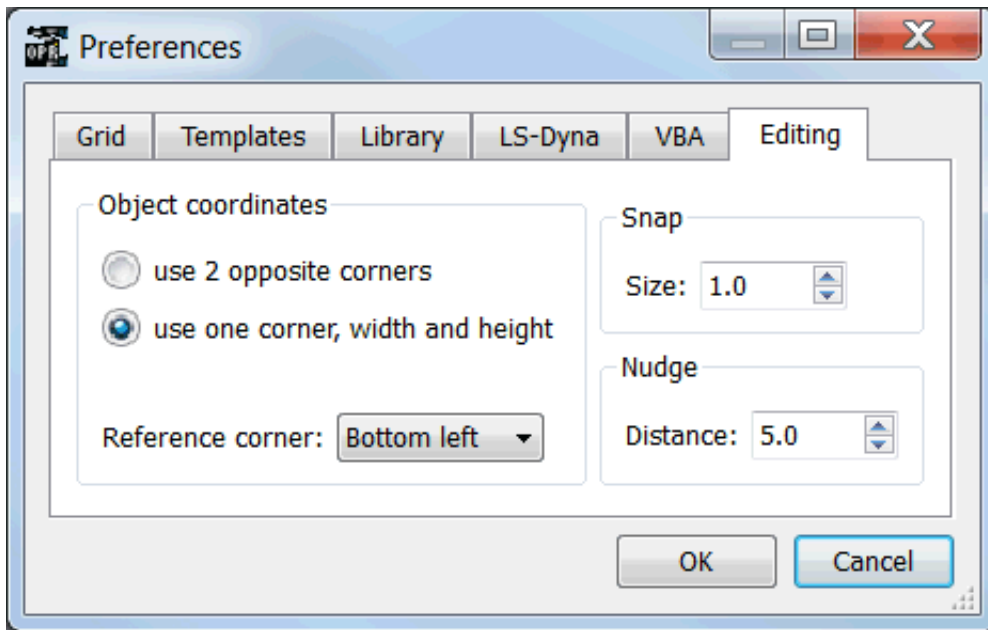 Preferences
Grid
Templates
Library
LS-Dyna
VBA
Editing
Object coordinates
use 2 opposite corners
use one corner, width and height
Reference corner: Bottom left
Snap
Size: 1.0
Nudge
Distance: 5.0
OK
Cancel